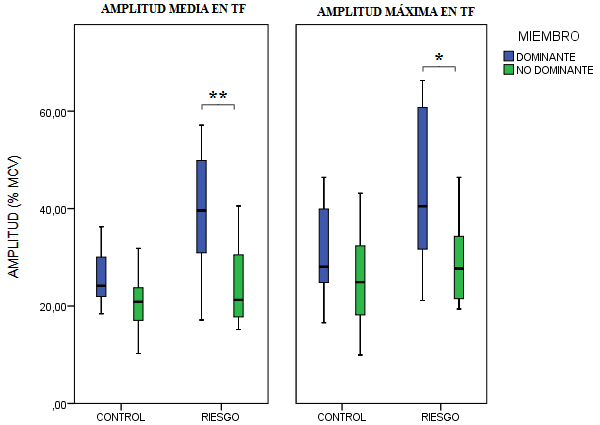 AMPLITUD MEDIA EN TF
AMPLITUD MÁXIMA EN TF
MIEMBRO
DOMINANTE
NO DOMINANTE
**
*
AMPLITUD (% MCV)
60,00
40,00
20,00
,00
CONTROL
RIESGO
CONTROL
RIESGO